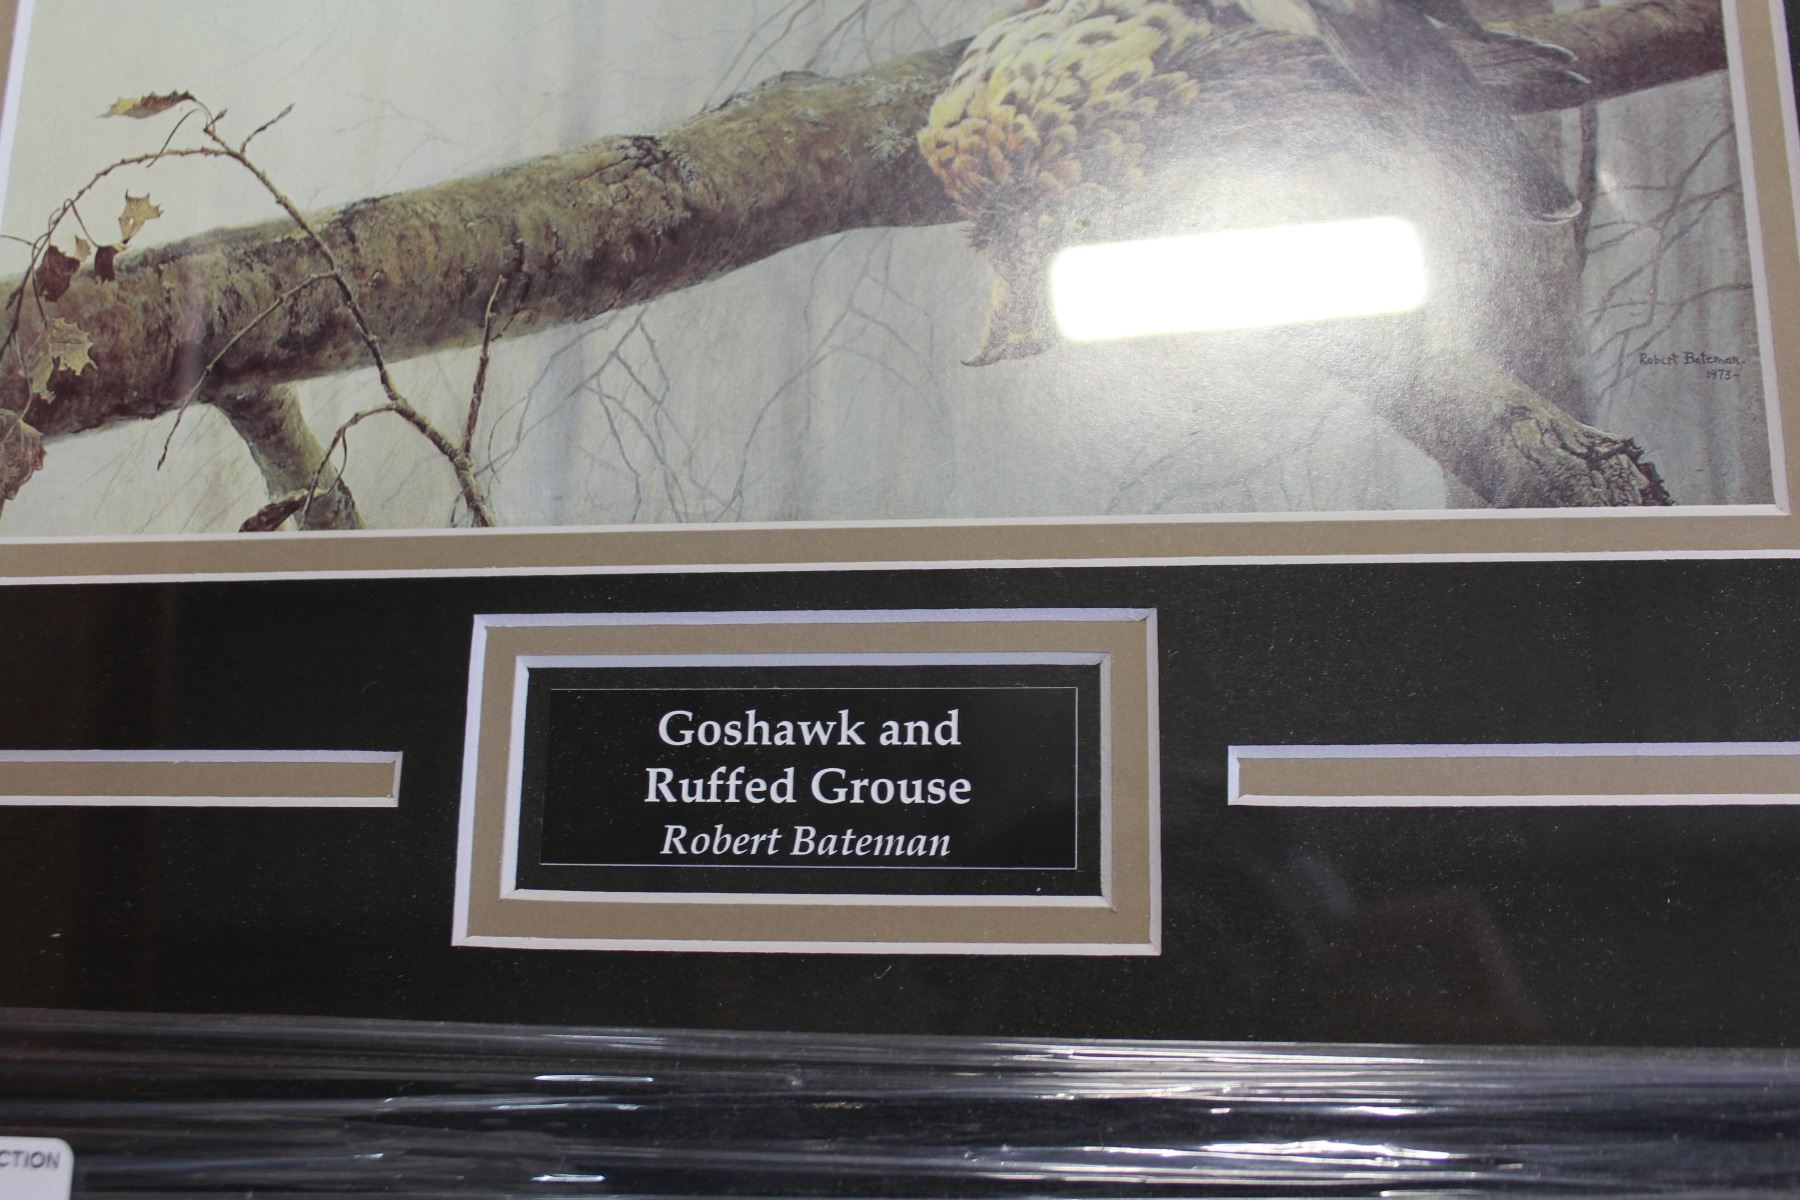 Robert Bateman.
1973-
Goshawk and
Ruffed Grouse
Robert Bateman
CTION